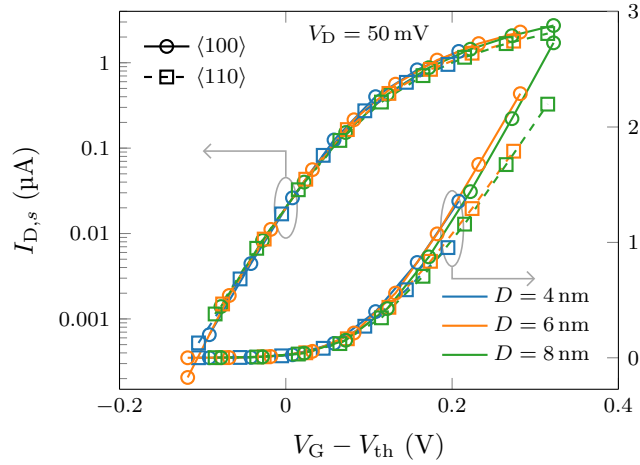 V_D = 50 mV
⟨100⟩
⟨110⟩
1
0.1
0.01
0.001
I_D,s (µA)
3
2
1
0
D = 4 nm
D = 6 nm
D = 8 nm
−0.2
0
0.2
0.4
V_G − V_th (V)